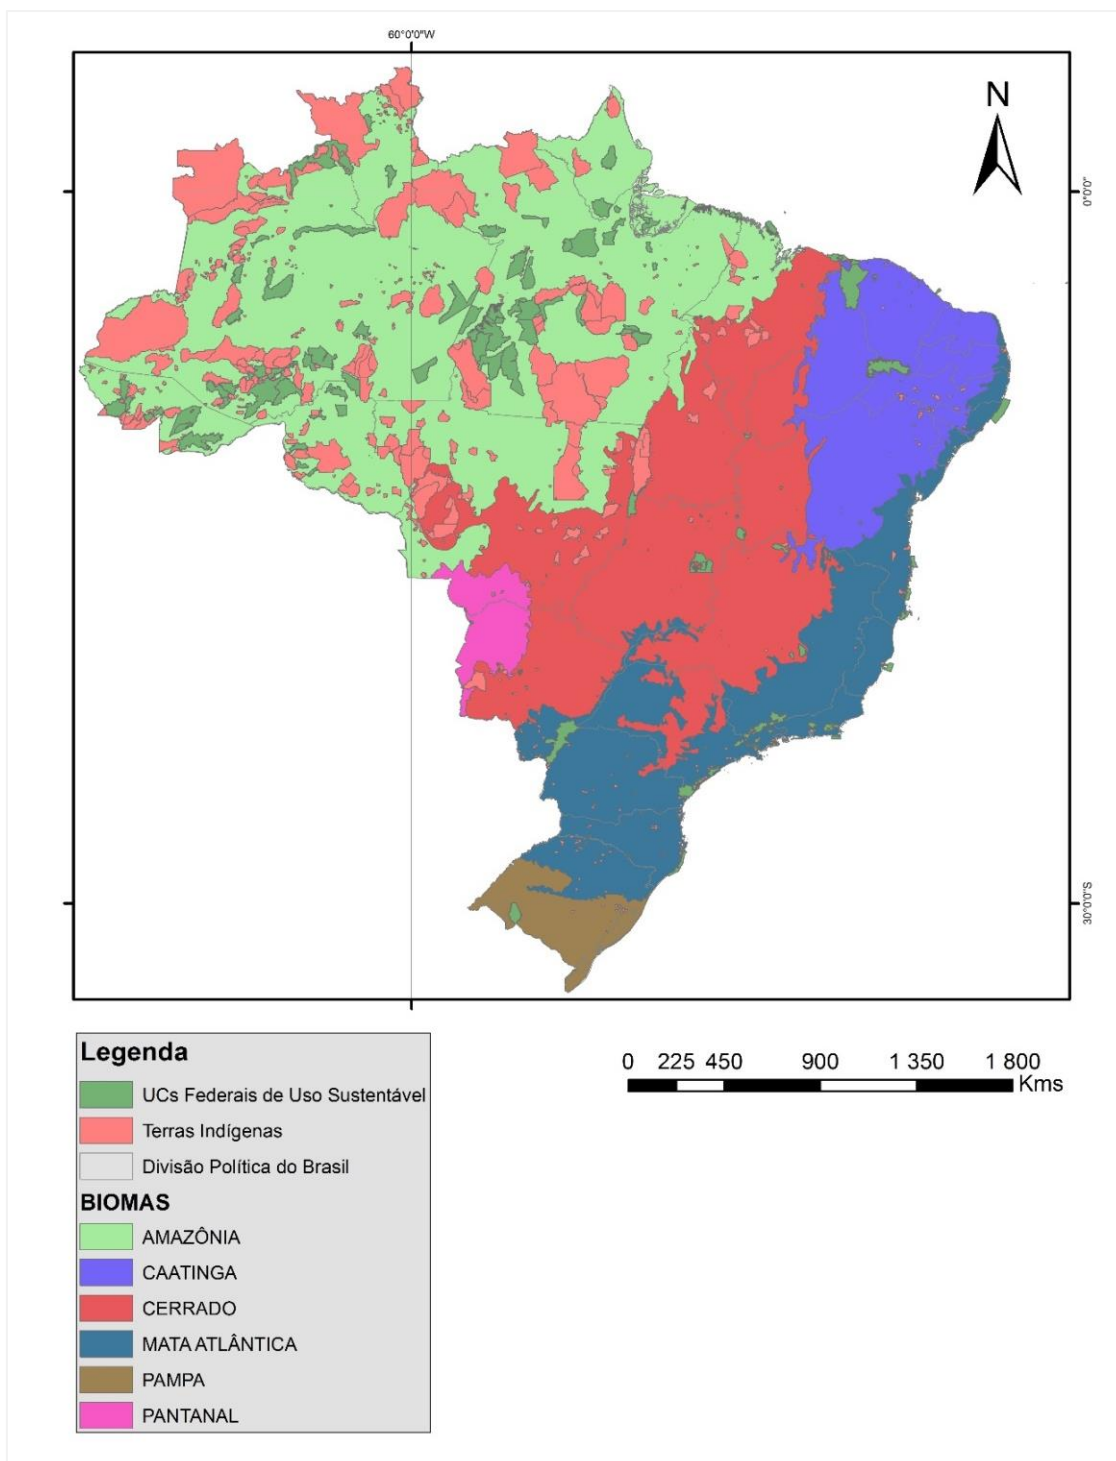 60°0'0"W
N
0°0'0"
30°0'0"S
Legenda
UCs Federais de Uso Sustentável
Terras Indígenas
Divisão Política do Brasil
BIOMAS
AMAZÔNIA
CAATINGA
CERRADO
MATA ATLÂNTICA
PAMPA
PANTANAL
0 225 450 900 1 350 1 800
Kms